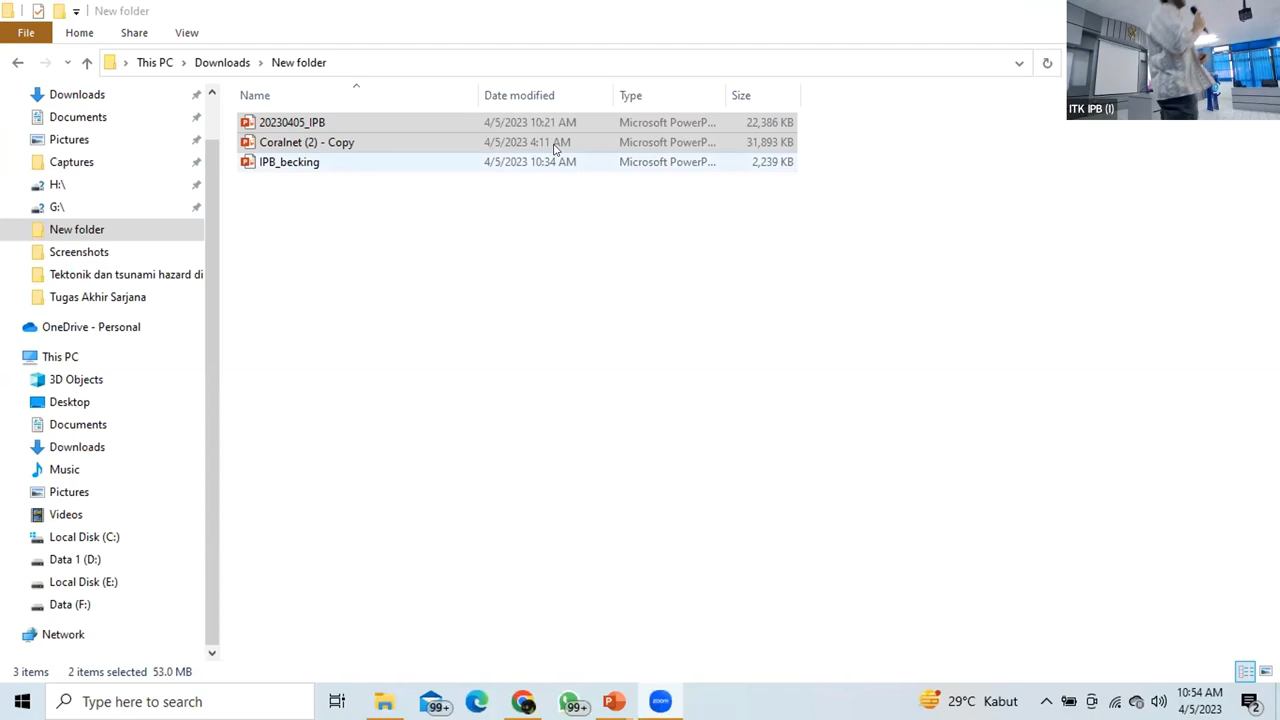 New folder
File Home Share View
This PC Downloads New folder
Name Date modified Type Size
Downloads
Documents
Pictures
Captures
H:\
G:\
New folder
Screenshots
Tektonik dan tsunami hazard di
Tugas Akhir Sarjana
OneDrive - Personal
This PC
3D Objects
Desktop
Documents
Downloads
Music
Pictures
Videos
Local Disk (C:)
Data 1 (D:)
Local Disk (E:)
Data (F:)
Network
20230405_IPB 4/5/2023 10:21 AM Microsoft PowerP... 22,386 KB
Coralnet (2) - Copy 4/5/2023 4:11 AM Microsoft PowerP... 31,893 KB
IPB_becking 4/5/2023 10:34 AM Microsoft PowerP... 2,239 KB
ITK IPB (I)
3 items 2 items selected 53.0 MB
Type here to search
99+
99+
zoom
29°C Kabut
10:54 AM
4/5/2023
2